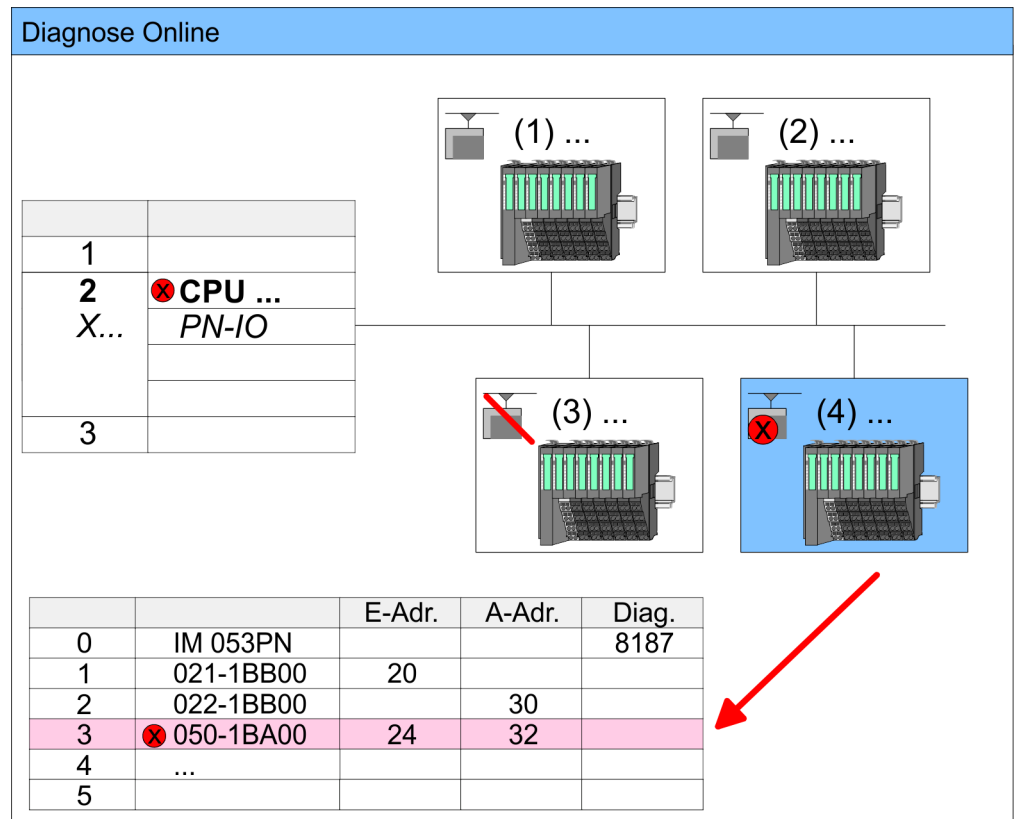 Diagnose Online
(1) ...
(2) ...
1
2 X CPU ...
X... PN-IO
3
(3) ...
X (4) ...
E-Adr. A-Adr. Diag.
0 IM 053PN 8187
1 021-1BB00 20
2 022-1BB00 30
3 X 050-1BA00 24 32
4 ...
5